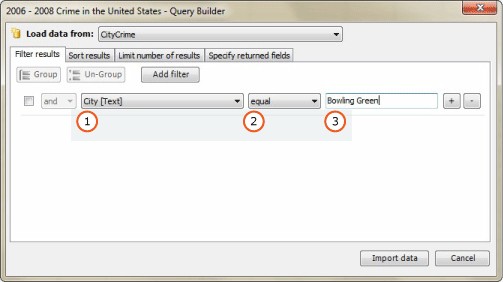 2006 - 2008 Crime in the United States - Query Builder
Load data from: CityCrime
Filter results Sort results Limit number of results Specify returned fields
Group Un-Group Add filter
and City [Text] equal Bowling Green + -
1 2 3
Import data Cancel